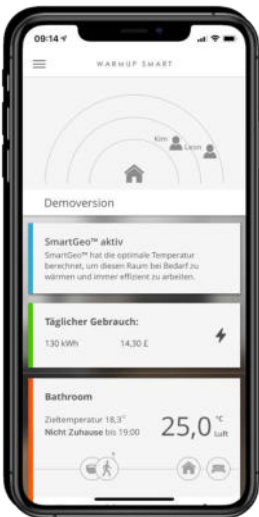 09:14
WARMUP SMART
Kim
Leon
Demoversion
SmartGeo™ aktiv
SmartGeo™ hat die optimale Temperatur
berechnet, um diesen Raum bei Bedarf zu
wärmen und immer effizient zu arbeiten.
Täglicher Gebrauch:
130 kWh 14,30 £
Bathroom
Zieltemperatur 18,3°
Nicht Zuhause bis 19:00
25,0 °C
Luft